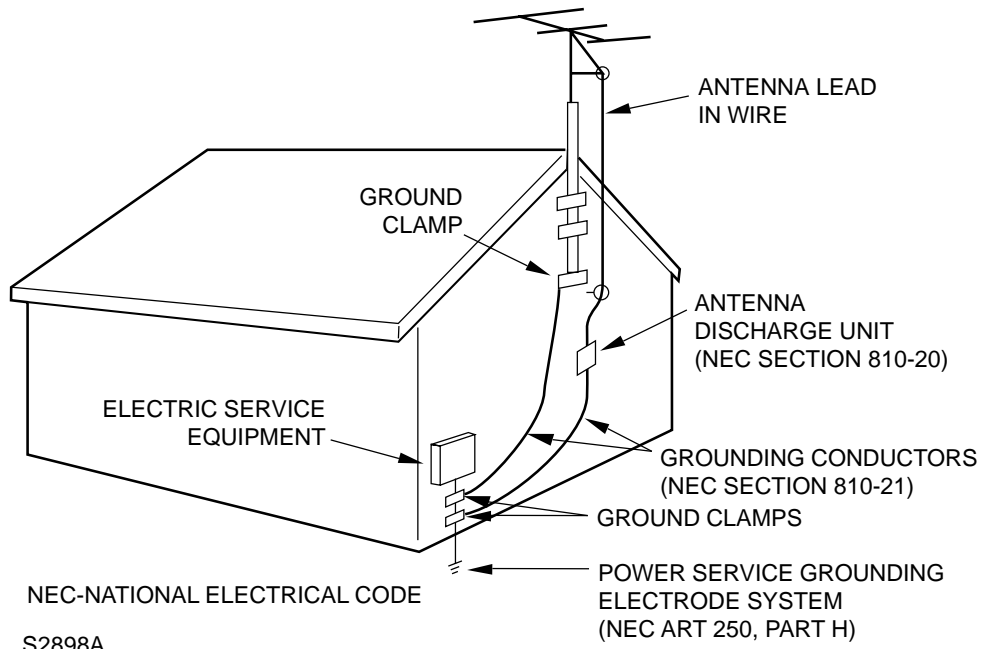 ANTENNA LEAD
IN WIRE
GROUND
CLAMP
ANTENNA
DISCHARGE UNIT
(NEC SECTION 810-20)
ELECTRIC SERVICE
EQUIPMENT
GROUNDING CONDUCTORS
(NEC SECTION 810-21)
GROUND CLAMPS
POWER SERVICE GROUNDING
ELECTRODE SYSTEM
(NEC ART 250, PART H)
NEC-NATIONAL ELECTRICAL CODE
S2898A